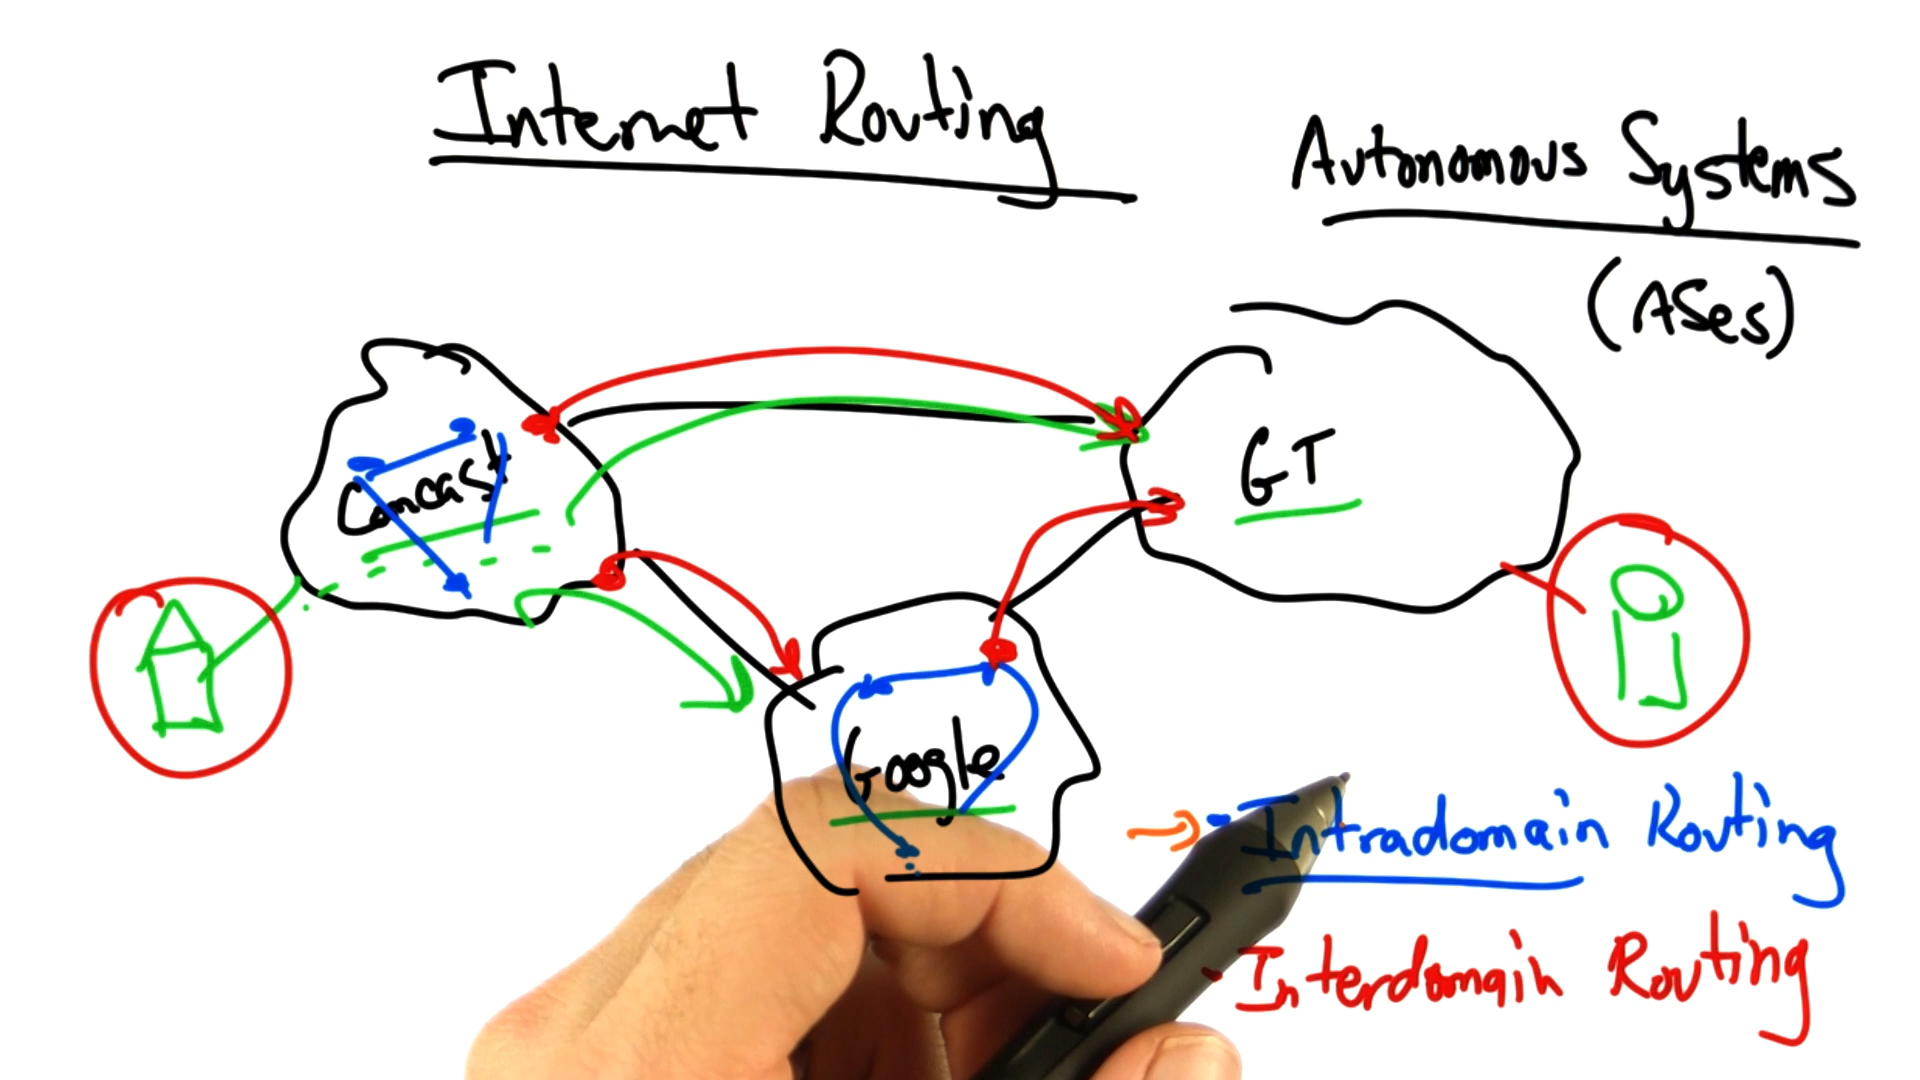 Internet Routing
Autonomous Systems
(ASes)
Comcast
GT
Google
- Intradomain Routing
- Interdomain Routing